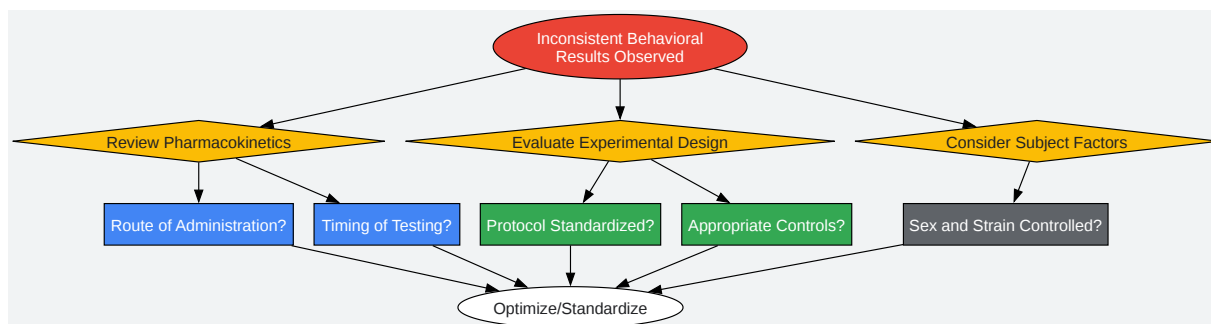 Inconsistent Behavioral
Results Observed
Review Pharmacokinetics
Evaluate Experimental Design
Consider Subject Factors
Route of Administration?
Timing of Testing?
Protocol Standardized?
Appropriate Controls?
Sex and Strain Controlled?
Optimize/Standardize